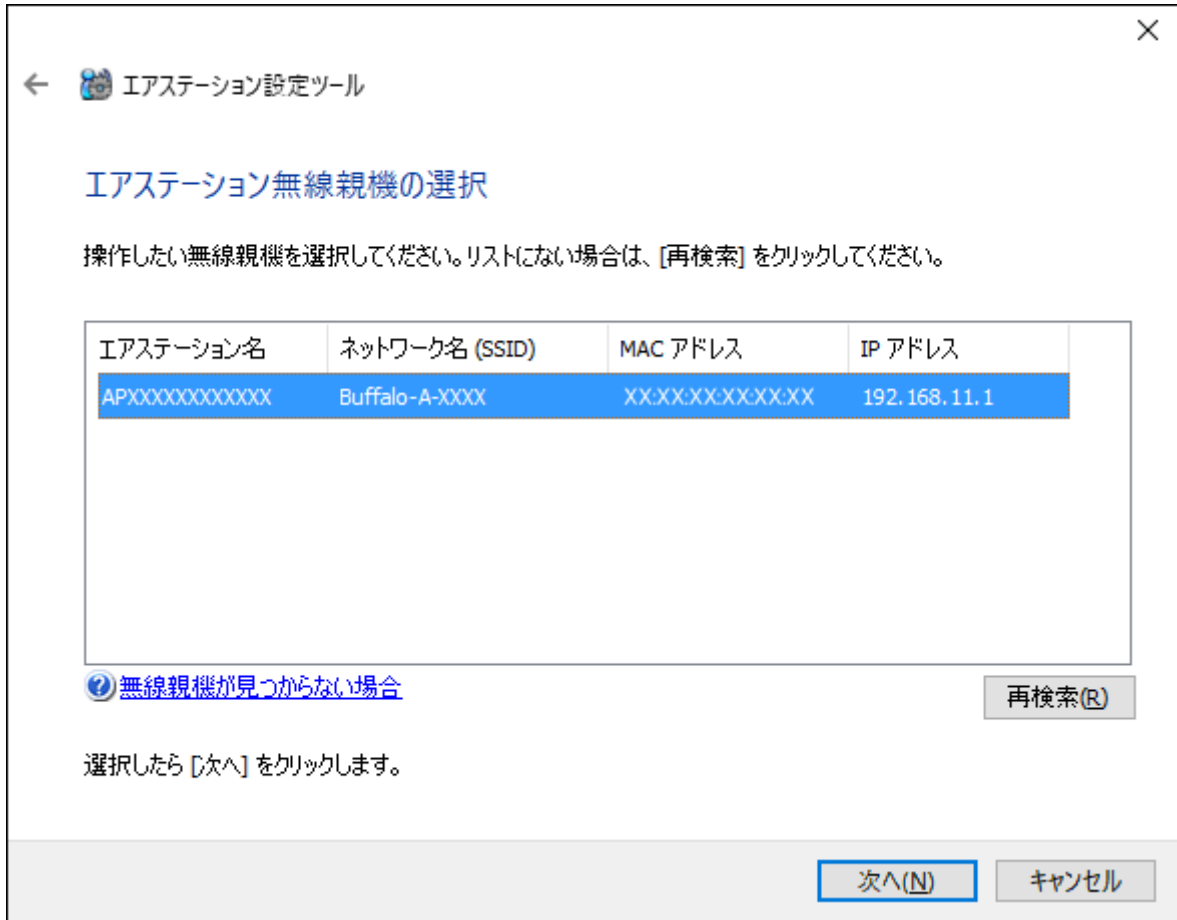 エアステーション設定ツール
エアステーション無線親機の選択
操作したい無線親機を選択してください。リストにない場合は、[再検索] をクリックしてください。
エアステーション名 ネットワーク名 (SSID) MAC アドレス IP アドレス
APXXXXXXXXXXXX Buffalo-A-XXXX XX:XX:XX:XX:XX:XX 192.168.11.1
無線親機が見つからない場合
再検索(R)
選択したら [次へ] をクリックします。
次へ(N) キャンセル